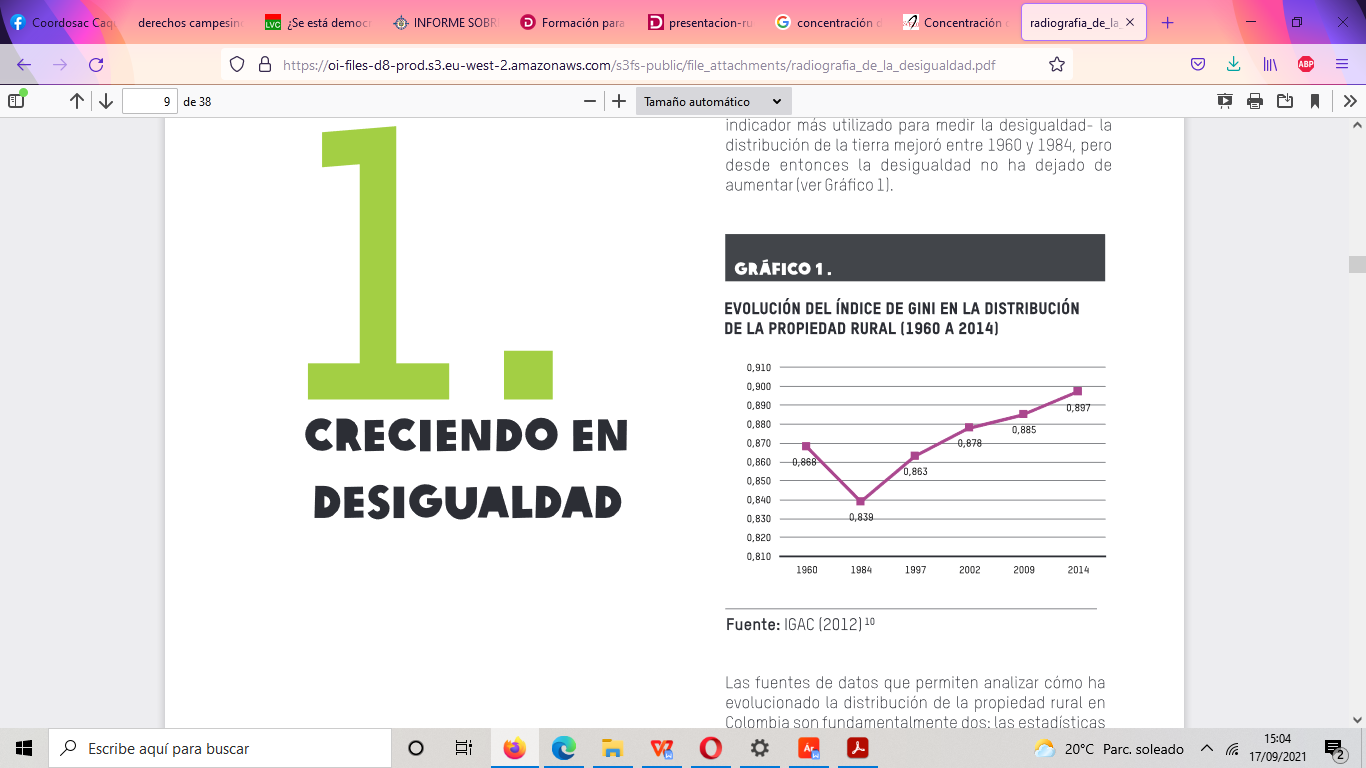 Coordosac Caqu
derechos campesino
LVC
¿Se está democr
INFORME SOBR
Formación para
presentacion-ru
concentración d
Concentración d
radiografia_de_la_
https://oi-files-d8-prod.s3.eu-west-2.amazonaws.com/s3fs-public/file_attachments/radiografia_de_la_desigualdad.pdf
ABP
9 de 38
Tamaño automático
1.
CRECIENDO EN
DESIGUALDAD
indicador más utilizado para medir la desigualdad- la
distribución de la tierra mejoró entre 1960 y 1984, pero
desde entonces la desigualdad no ha dejado de
aumentar (ver Gráfico 1).
GRÁFICO 1 .
EVOLUCIÓN DEL ÍNDICE DE GINI EN LA DISTRIBUCIÓN
DE LA PROPIEDAD RURAL (1960 A 2014)
0,910
0,900
0,890
0,880
0,870
0,860
0,850
0,840
0,830
0,820
0,810
0,868
0,839
0,863
0,878
0,885
0,897
1960 1984 1997 2002 2009 2014
Fuente: IGAC (2012) 10
Las fuentes de datos que permiten analizar cómo ha
evolucionado la distribución de la propiedad rural en
Colombia son fundamentalmente dos: las estadísticas
Escribe aquí para buscar
20°C Parc. soleado
15:04
17/09/2021
2